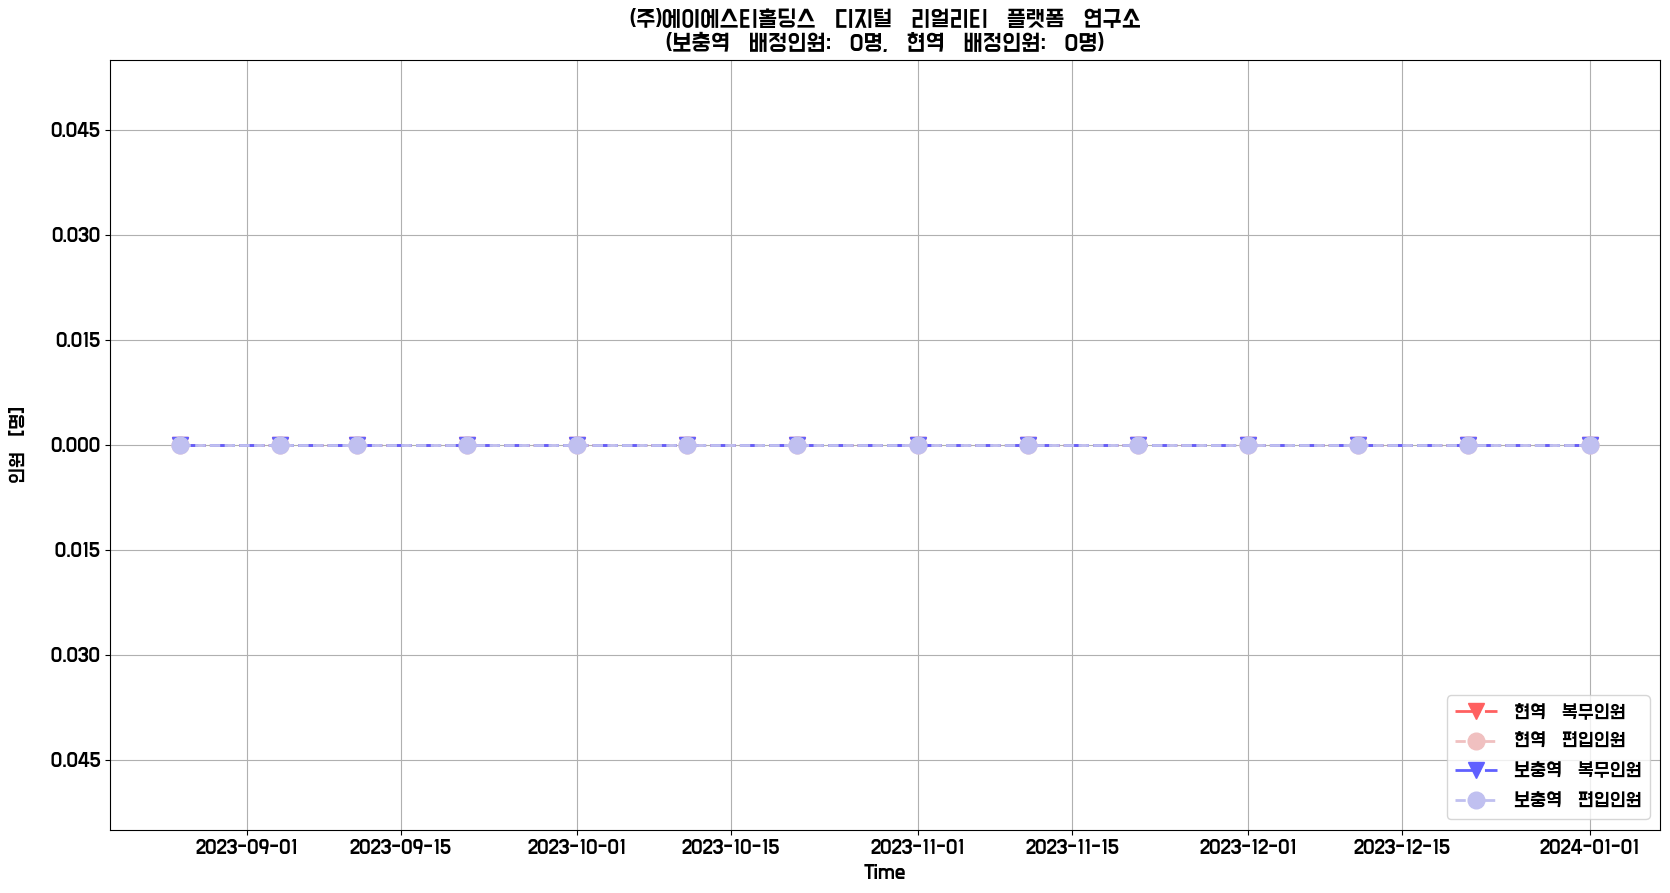 (주)에이에스티홀딩스 디지털 리얼리티 플랫폼 연구소
(보충역 배정인원: 0명, 현역 배정인원: 0명)
인원 [명]
0.045
0.030
0.015
0.000
0.015
0.030
0.045
현역 복무인원
현역 편입인원
보충역 복무인원
보충역 편입인원
2023-09-01 2023-09-15 2023-10-01 2023-10-15 2023-11-01 2023-11-15 2023-12-01 2023-12-15 2024-01-01
Time